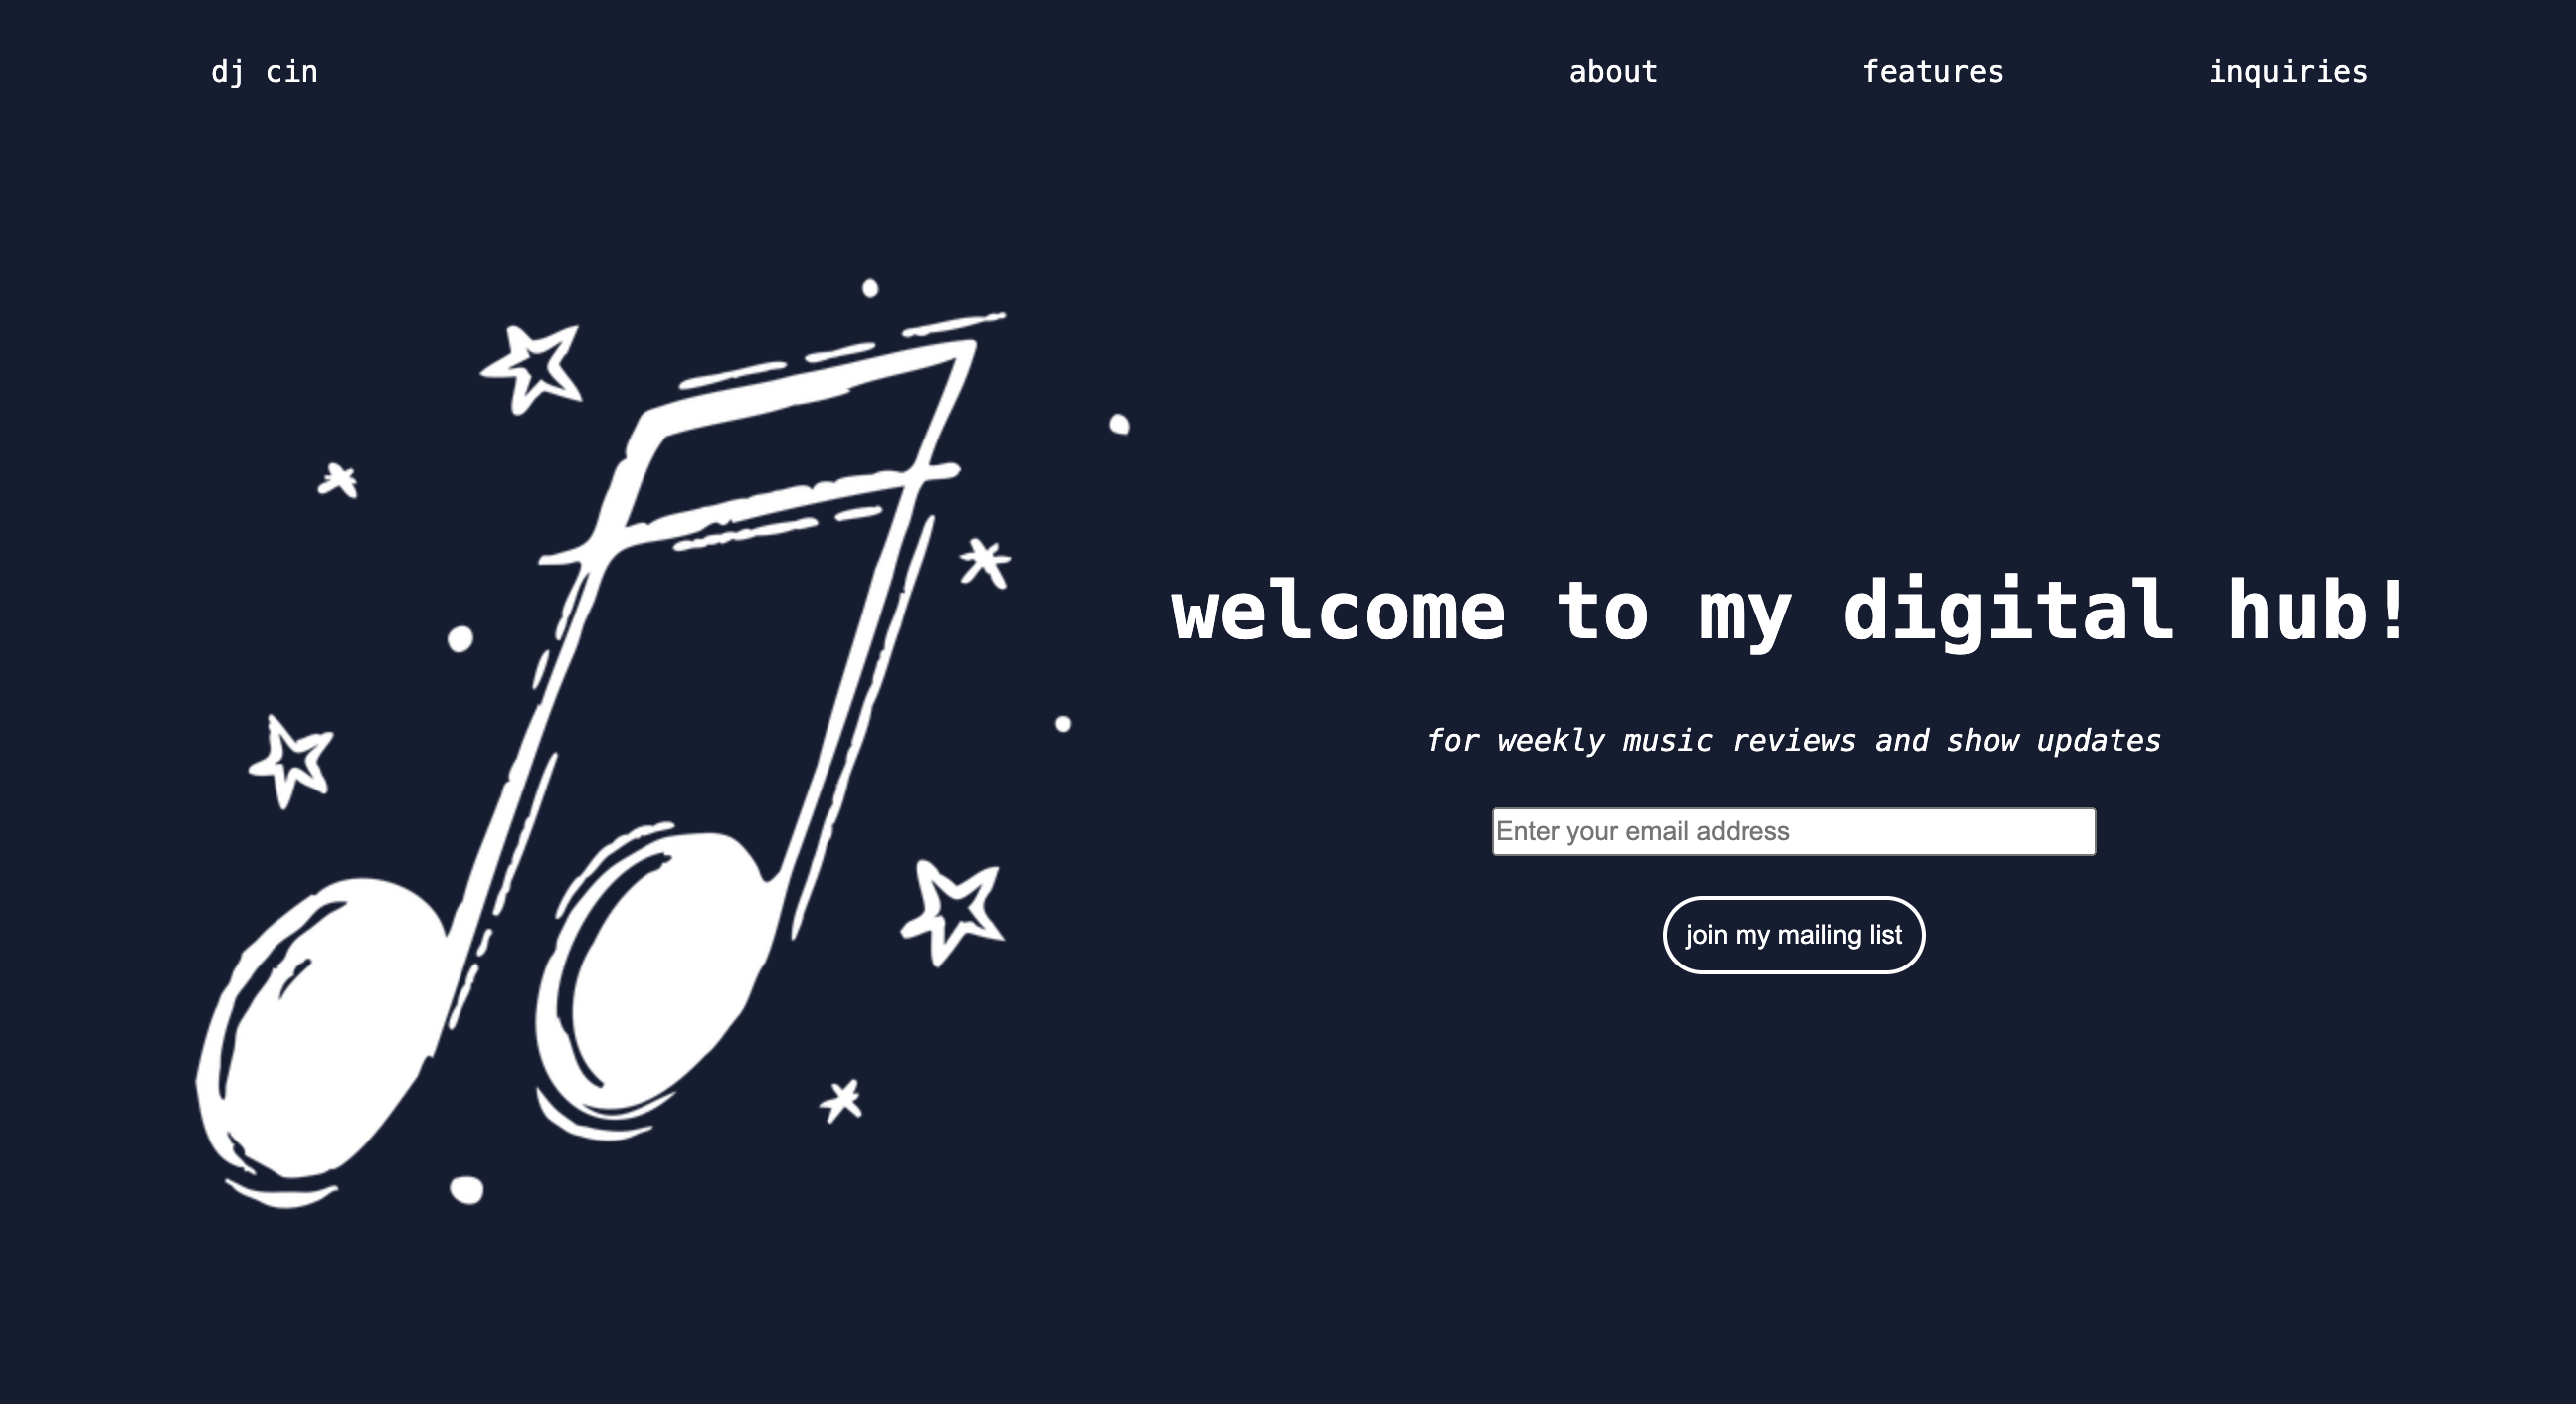 dj cin
about
features
inquiries
welcome to my digital hub!
for weekly music reviews and show updates
Enter your email address
join my mailing list